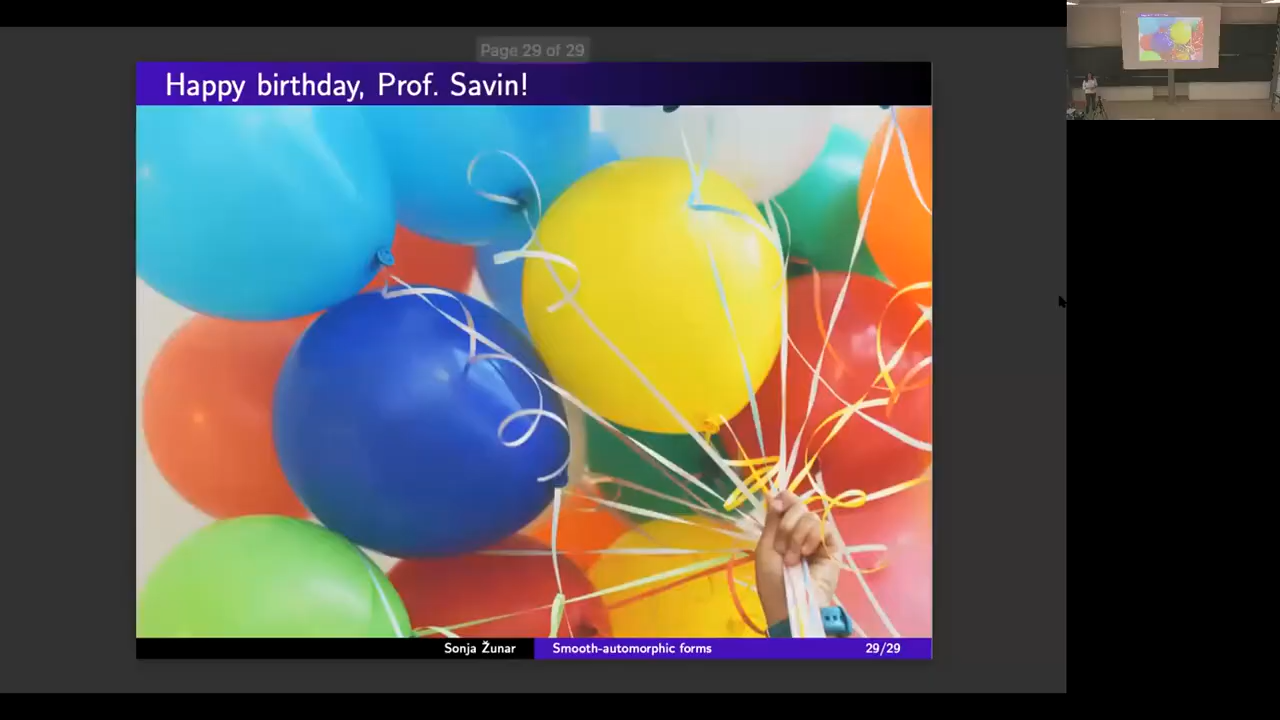 Page 29 of 29
Happy birthday, Prof. Savin!
Sonja Žunar
Smooth-automorphic forms
29/29